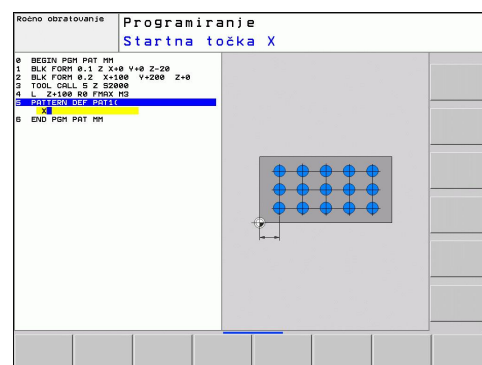 Ročno obratovanje
Programiranje
Startna točka X
0 BEGIN PGM PAT MM
1 BLK FORM 0.1 Z X+0 Y+0 Z-20
2 BLK FORM 0.2 X+100 Y+200 Z+0
3 TOOL CALL 5 Z S2000
4 L Z+100 R0 FMAX M3
5 PATTERN DEF PAT1(
X
6 END PGM PAT MM